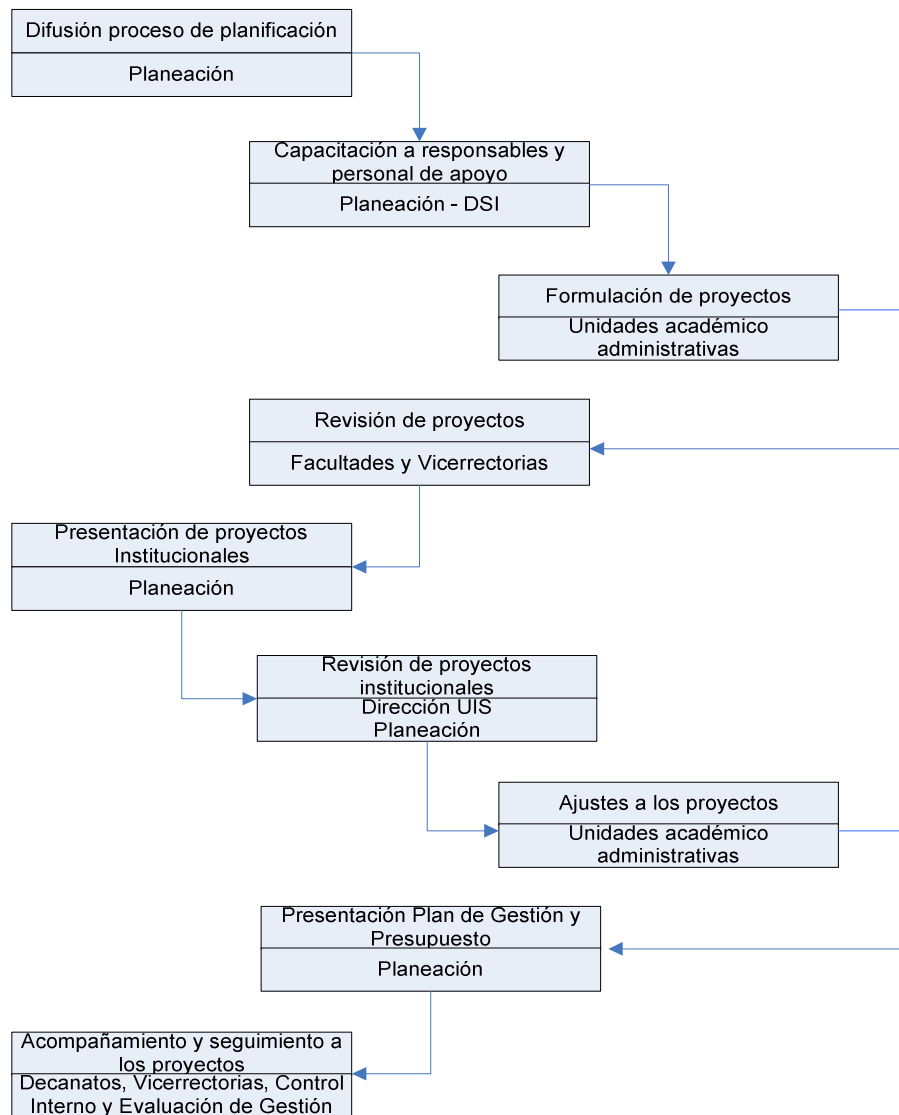 Difusión proceso de planificación
Planeación
Capacitación a responsables y
personal de apoyo
Planeación - DSI
Formulación de proyectos
Unidades académico
administrativas
Revisión de proyectos
Facultades y Vicerrectorias
Presentación de proyectos
Institucionales
Planeación
Revisión de proyectos
institucionales
Dirección UIS
Planeación
Ajustes a los proyectos
Unidades académico
administrativas
Presentación Plan de Gestión y
Presupuesto
Planeación
Acompañamiento y seguimiento a
los proyectos
Decanatos, Vicerrectorias, Control
Interno y Evaluación de Gestión